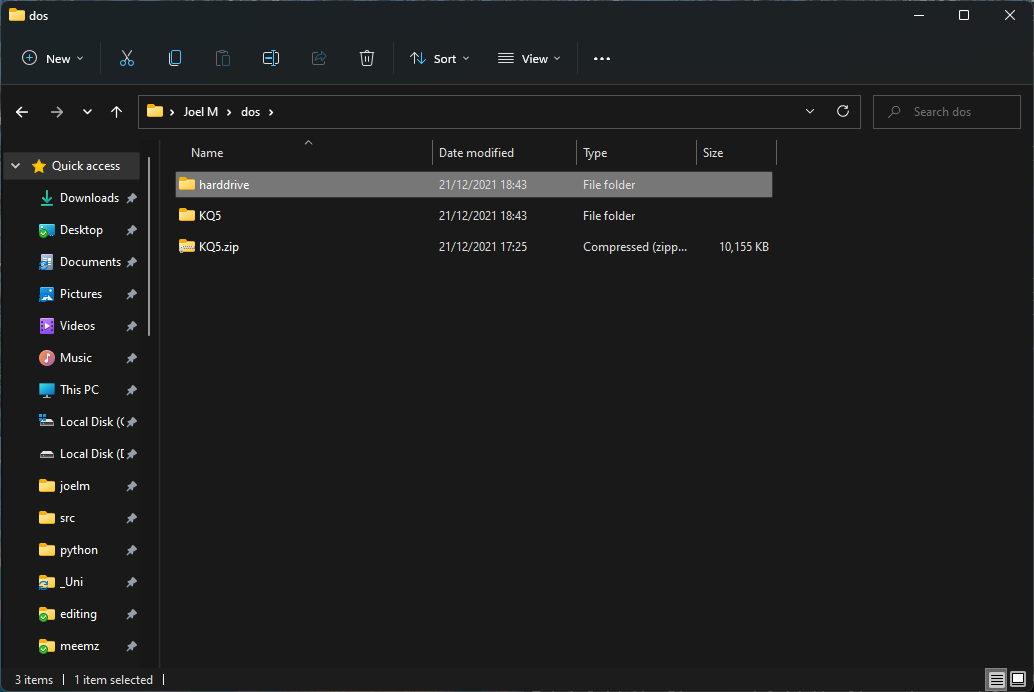 dos
New
Sort
View
Joel M
dos
Search dos
Name Date modified Type Size
Quick access
harddrive 21/12/2021 18:43 File folder
Downloads
KQ5 21/12/2021 18:43 File folder
Desktop
KQ5.zip 21/12/2021 17:25 Compressed (zipp... 10,155 KB
Documents
Pictures
Videos
Music
This PC
Local Disk (C
Local Disk (D
joelm
src
python
_Uni
editing
meemz
3 items 1 item selected